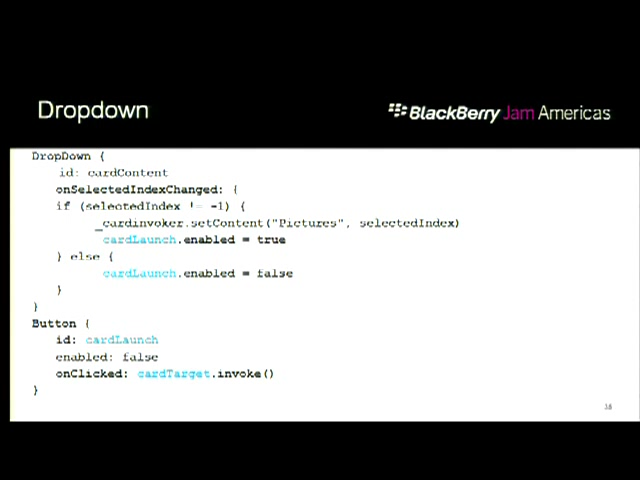 Dropdown
BlackBerry Jam Americas
DropDown {
id: cardContent
onSelectedIndexChanged: {
if (selectedIndex != -1) {
_cardinvoker.setContent("Pictures", selectedIndex)
cardLaunch.enabled = true
} else {
cardLaunch.enabled = false
}
}
Button {
id: cardLaunch
enabled: false
onClicked: cardTarget.invoke()
}
38